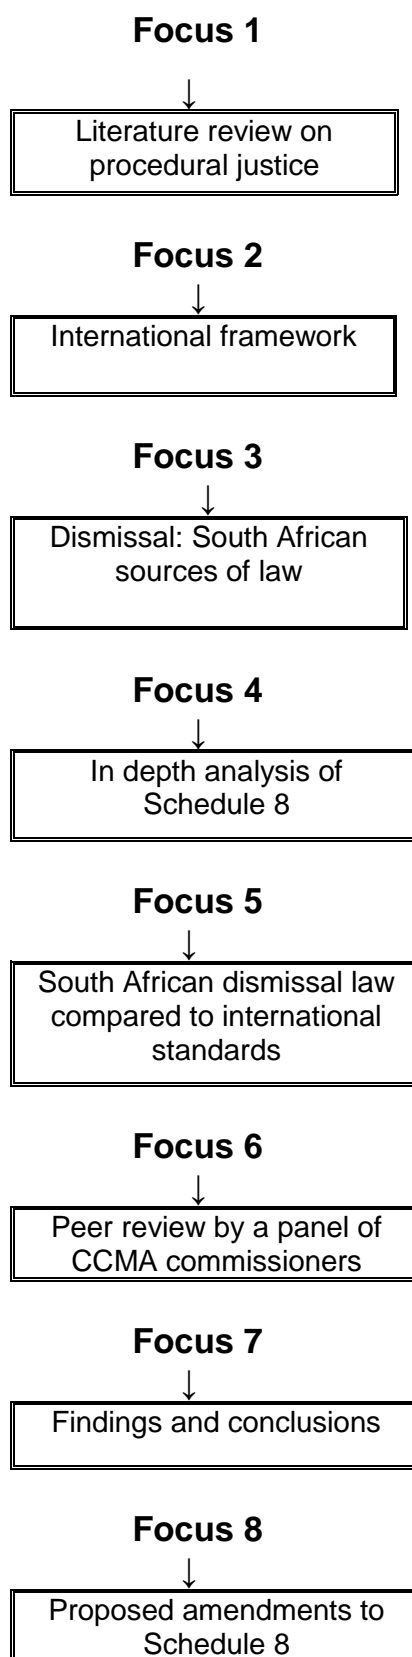 Focus 1
↓
Literature review on
procedural justice
Focus 2
↓
International framework
Focus 3
↓
Dismissal: South African
sources of law
Focus 4
↓
In depth analysis of
Schedule 8
Focus 5
↓
South African dismissal law
compared to international
standards
Focus 6
↓
Peer review by a panel of
CCMA commissioners
Focus 7
↓
Findings and conclusions
Focus 8
↓
Proposed amendments to
Schedule 8